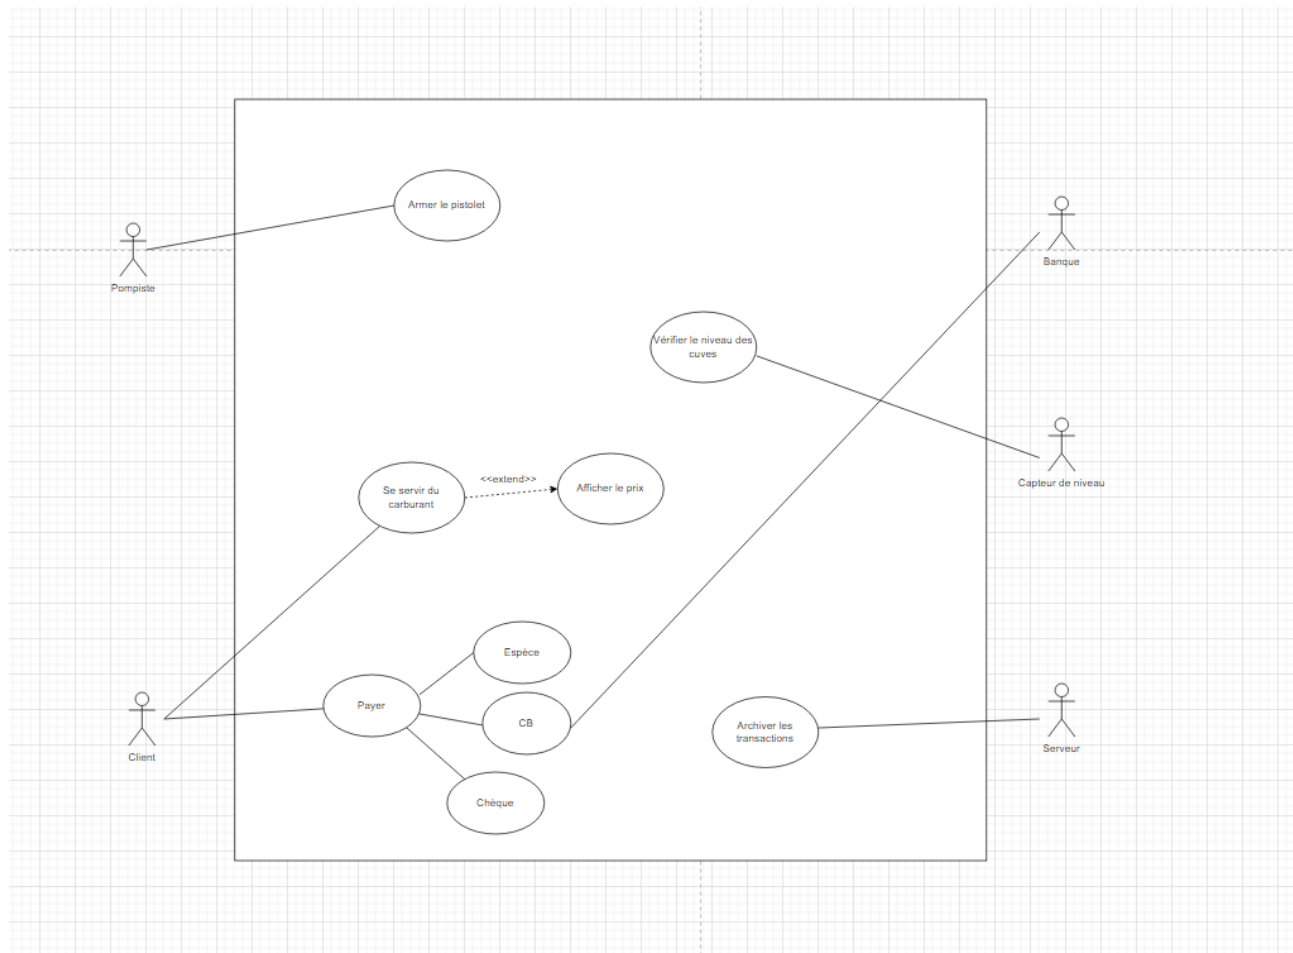 Armer le pistolet
Pompiste
Banque
Vérifier le niveau des
cuves
Capteur de niveau
Se servir du
carburant
<<extend>>
Afficher le prix
Espèce
Payer
CB
Chèque
Client
Archiver les
transactions
Serveur